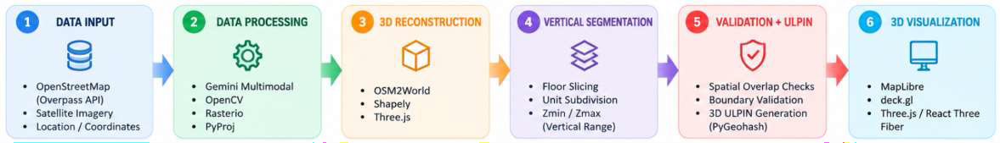 1 DATA INPUT
• OpenStreetMap
(Overpass API)
• Satellite Imagery
• Location / Coordinates
2 DATA PROCESSING
• Gemini Multimodal
• OpenCV
• Rasterio
• PyProj
3 3D RECONSTRUCTION
• OSM2World
• Shapely
• Three.js
4 VERTICAL SEGMENTATION
• Floor Slicing
• Unit Subdivision
• Zmin / Zmax
(Vertical Range)
5 VALIDATION + ULPIN
• Spatial Overlap Checks
• Boundary Validation
• 3D ULPIN Generation
(PyGeohash)
6 3D VISUALIZATION
• MapLibre
• deck.gl
• Three.js / React Three
Fiber